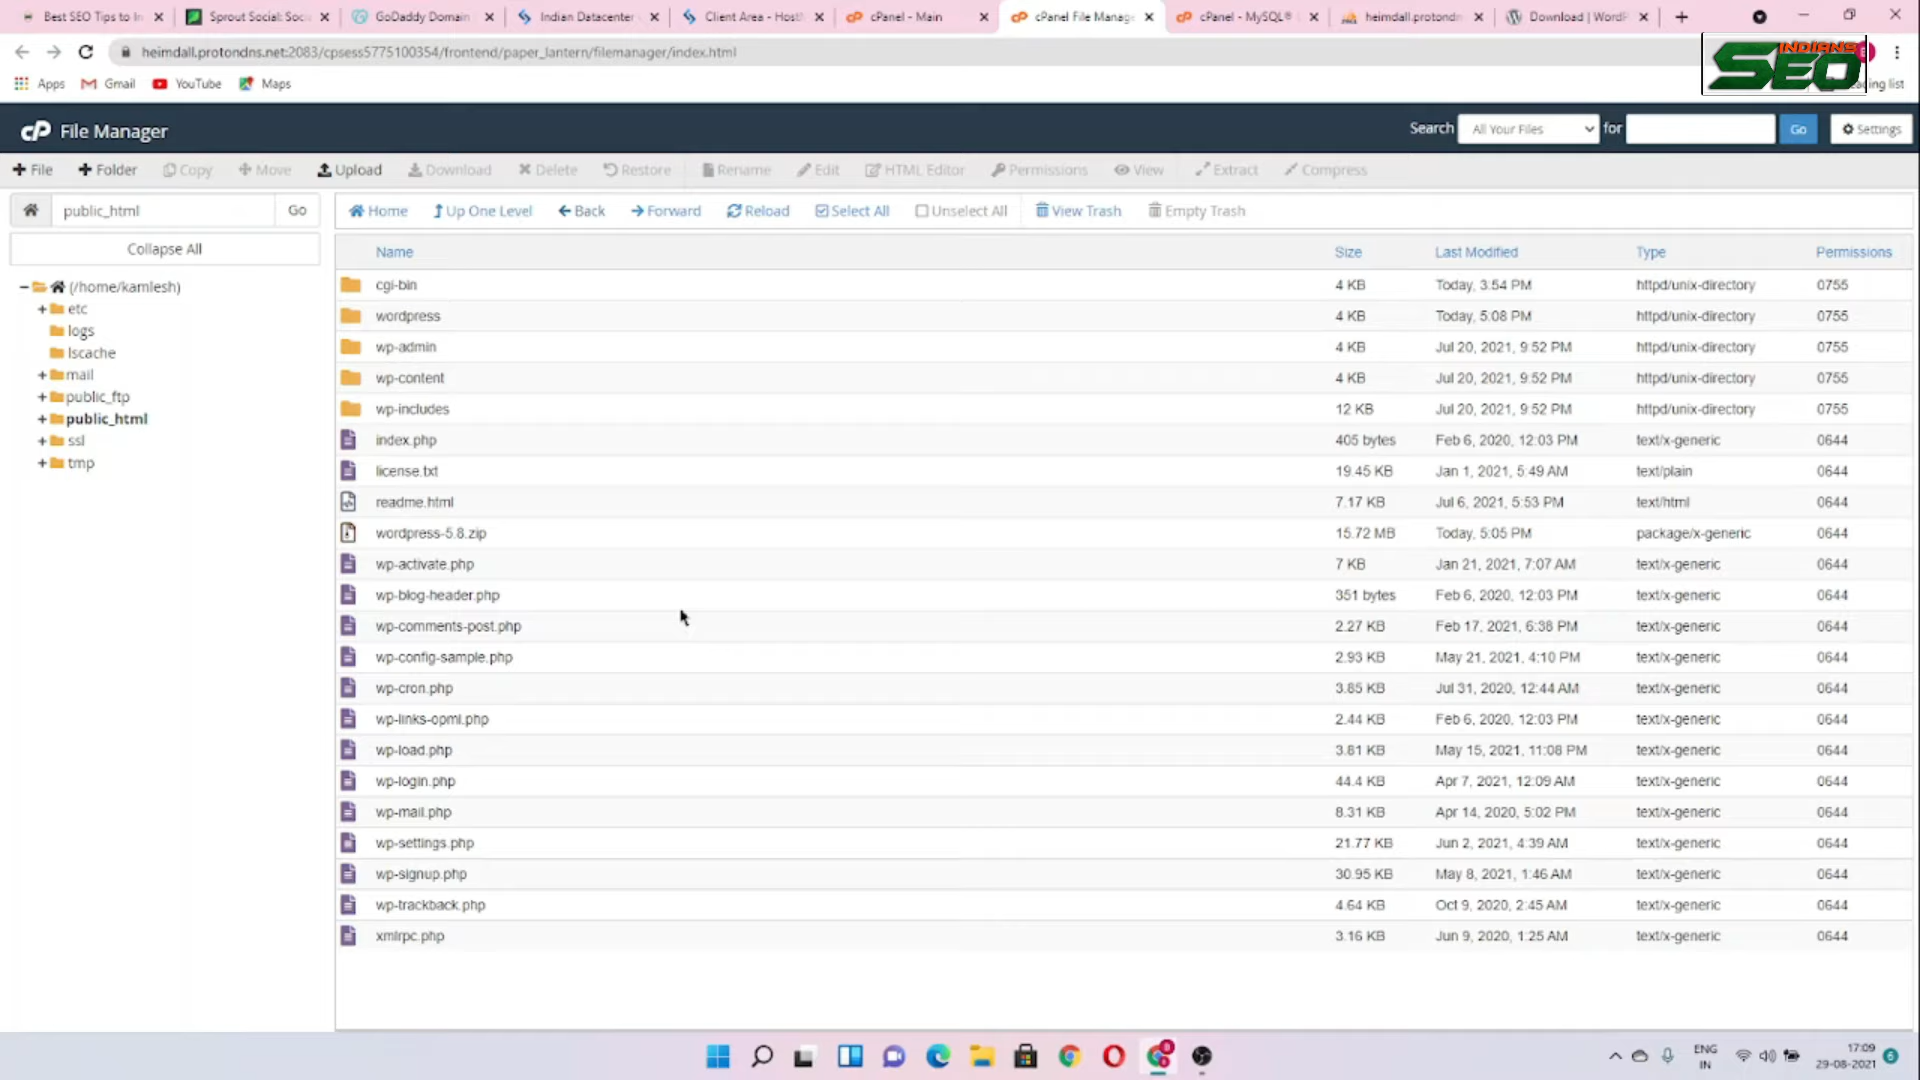 Best SEO Tips to In
Sprout Social: Soci
GoDaddy Domain
Indian Datacenter
Client Area - Host
cPanel - Main
cPanel File Manag
cPanel - MySQL®
heimdall.protondn
Download | WordP
heimdall.protondns.net:2083/cpsess5775100354/frontend/paper_lantern/filemanager/index.html
INDIANS
SEO
Apps
Gmail
YouTube
Maps
ding list
cP File Manager
Search
All Your Files
for
Go
Settings
File
Folder
Copy
Move
Upload
Download
Delete
Restore
Rename
Edit
HTML Editor
Permissions
View
Extract
Compress
public_html
Go
Home
Up One Level
Back
Forward
Reload
Select All
Unselect All
View Trash
Empty Trash
Collapse All
(/home/kamlesh)
etc
logs
lscache
mail
public_ftp
public_html
ssl
tmp
Name Size Last Modified Type Permissions
cgi-bin 4 KB Today, 3:54 PM httpd/unix-directory 0755
wordpress 4 KB Today, 5:08 PM httpd/unix-directory 0755
wp-admin 4 KB Jul 20, 2021, 9:52 PM httpd/unix-directory 0755
wp-content 4 KB Jul 20, 2021, 9:52 PM httpd/unix-directory 0755
wp-includes 12 KB Jul 20, 2021, 9:52 PM httpd/unix-directory 0755
index.php 405 bytes Feb 6, 2020, 12:03 PM text/x-generic 0644
license.txt 19.45 KB Jan 1, 2021, 5:49 AM text/plain 0644
readme.html 7.17 KB Jul 6, 2021, 5:53 PM text/html 0644
wordpress-5.8.zip 15.72 MB Today, 5:05 PM package/x-generic 0644
wp-activate.php 7 KB Jan 21, 2021, 7:07 AM text/x-generic 0644
wp-blog-header.php 351 bytes Feb 6, 2020, 12:03 PM text/x-generic 0644
wp-comments-post.php 2.27 KB Feb 17, 2021, 6:38 PM text/x-generic 0644
wp-config-sample.php 2.93 KB May 21, 2021, 4:10 PM text/x-generic 0644
wp-cron.php 3.85 KB Jul 31, 2020, 12:44 AM text/x-generic 0644
wp-links-opml.php 2.44 KB Feb 6, 2020, 12:03 PM text/x-generic 0644
wp-load.php 3.81 KB May 15, 2021, 11:08 PM text/x-generic 0644
wp-login.php 44.4 KB Apr 7, 2021, 12:09 AM text/x-generic 0644
wp-mail.php 8.31 KB Apr 14, 2020, 5:02 PM text/x-generic 0644
wp-settings.php 21.77 KB Jun 2, 2021, 4:39 AM text/x-generic 0644
wp-signup.php 30.95 KB May 8, 2021, 1:46 AM text/x-generic 0644
wp-trackback.php 4.64 KB Oct 9, 2020, 2:45 AM text/x-generic 0644
xmlrpc.php 3.16 KB Jun 9, 2020, 1:25 AM text/x-generic 0644
ENG
IN
17:09
29-08-2021
6